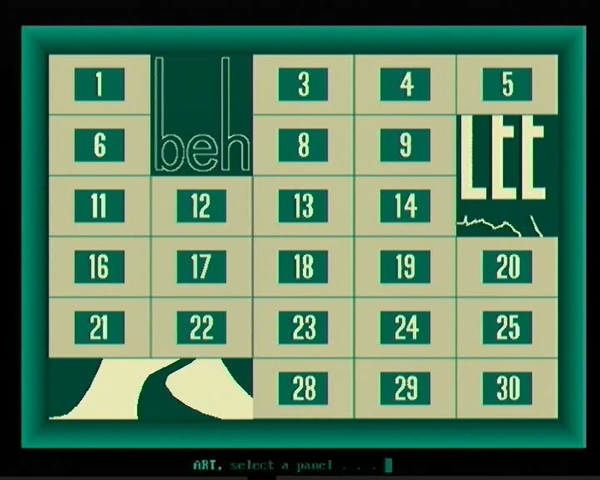 1 3 4 5
6 beh 8 9 LEE
11 12 13 14
16 17 18 19 20
21 22 23 24 25
28 29 30
ART, select a panel . . .